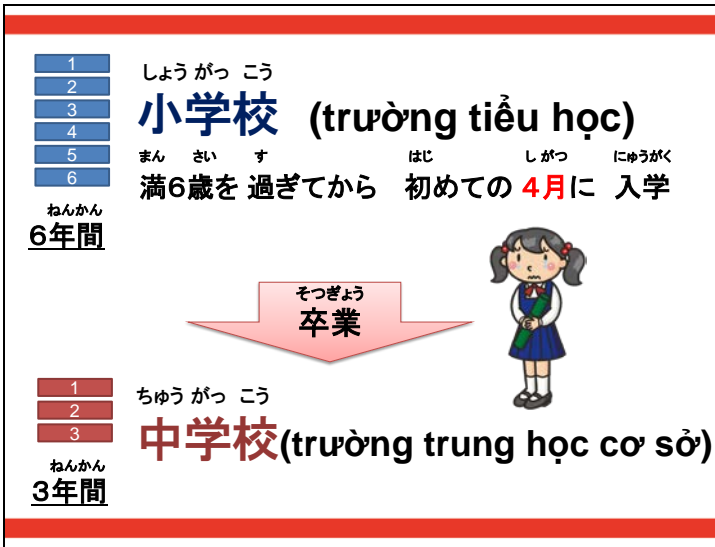 1
2
3
4
5
6
ねんかん
６年間
しょう がっ こう
小学校 (trường tiểu học)
まん さい す はじ しがつ にゅうがく
満６歳を 過ぎてから 初めての ４月に 入学
そつぎょう
卒業
1
2
3
ねんかん
３年間
ちゅう がっ こう
中学校(trường trung học cơ sở)